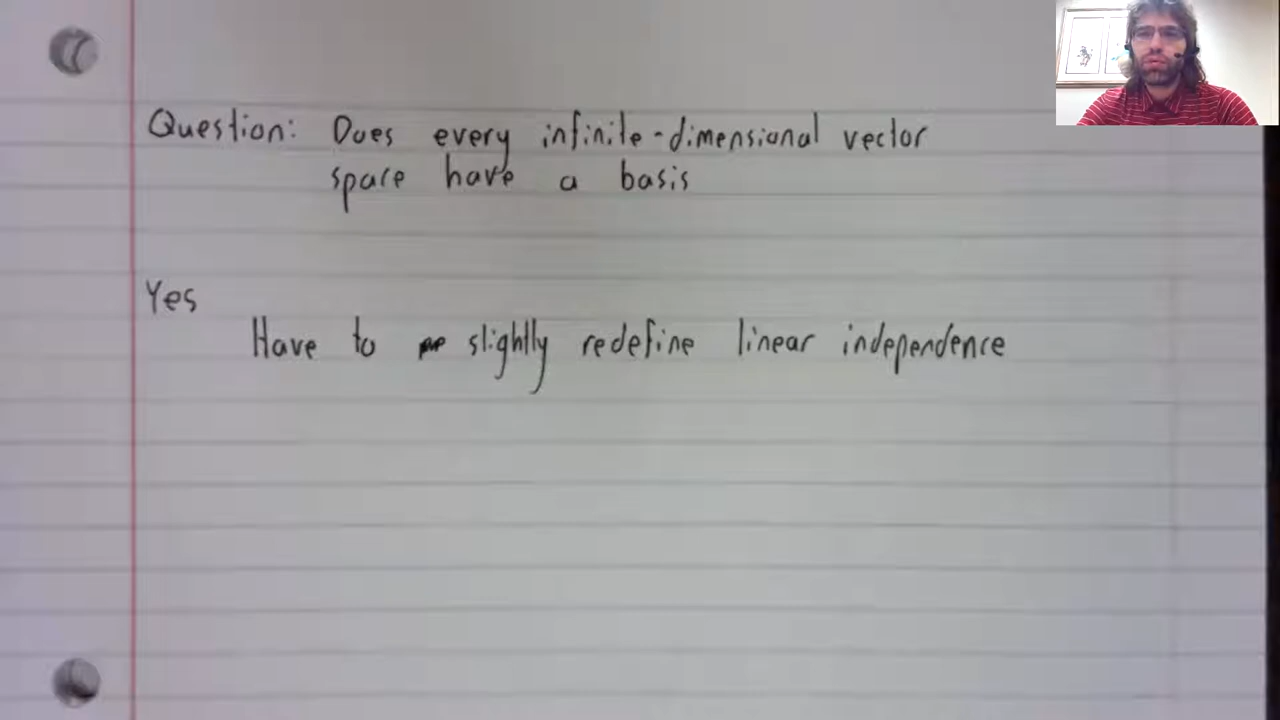 Question: Does every infinite-dimensional vector
space have a basis
Yes
Have to slightly redefine linear independence